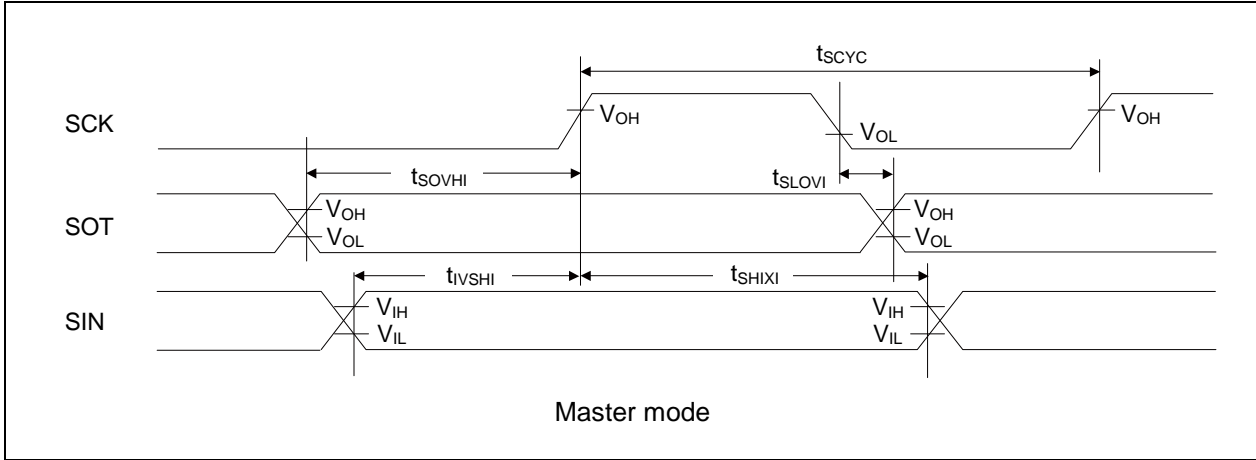 tSCYC
SCK
VOH
VOL
VOH
tSOVHI
tSLOVI
SOT
VOH
VOL
VOH
VOL
tIVSHI
tSHIXI
SIN
VIH
VIL
VIH
VIL
Master mode